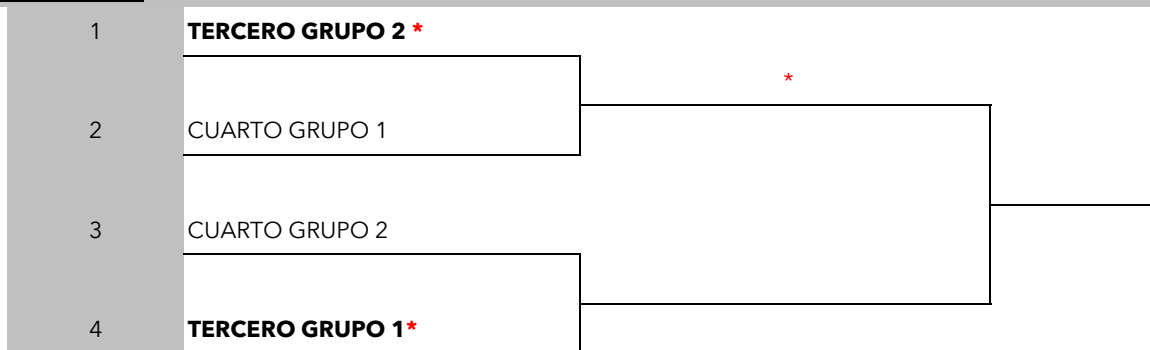 1 TERCERO GRUPO 2 *
*
2 CUARTO GRUPO 1
3 CUARTO GRUPO 2
4 TERCERO GRUPO 1*